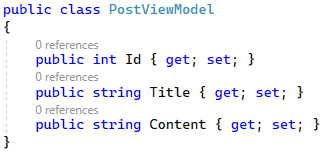 public class PostViewModel
{
0 references
public int Id { get; set; }
0 references
public string Title { get; set; }
0 references
public string Content { get; set; }
}